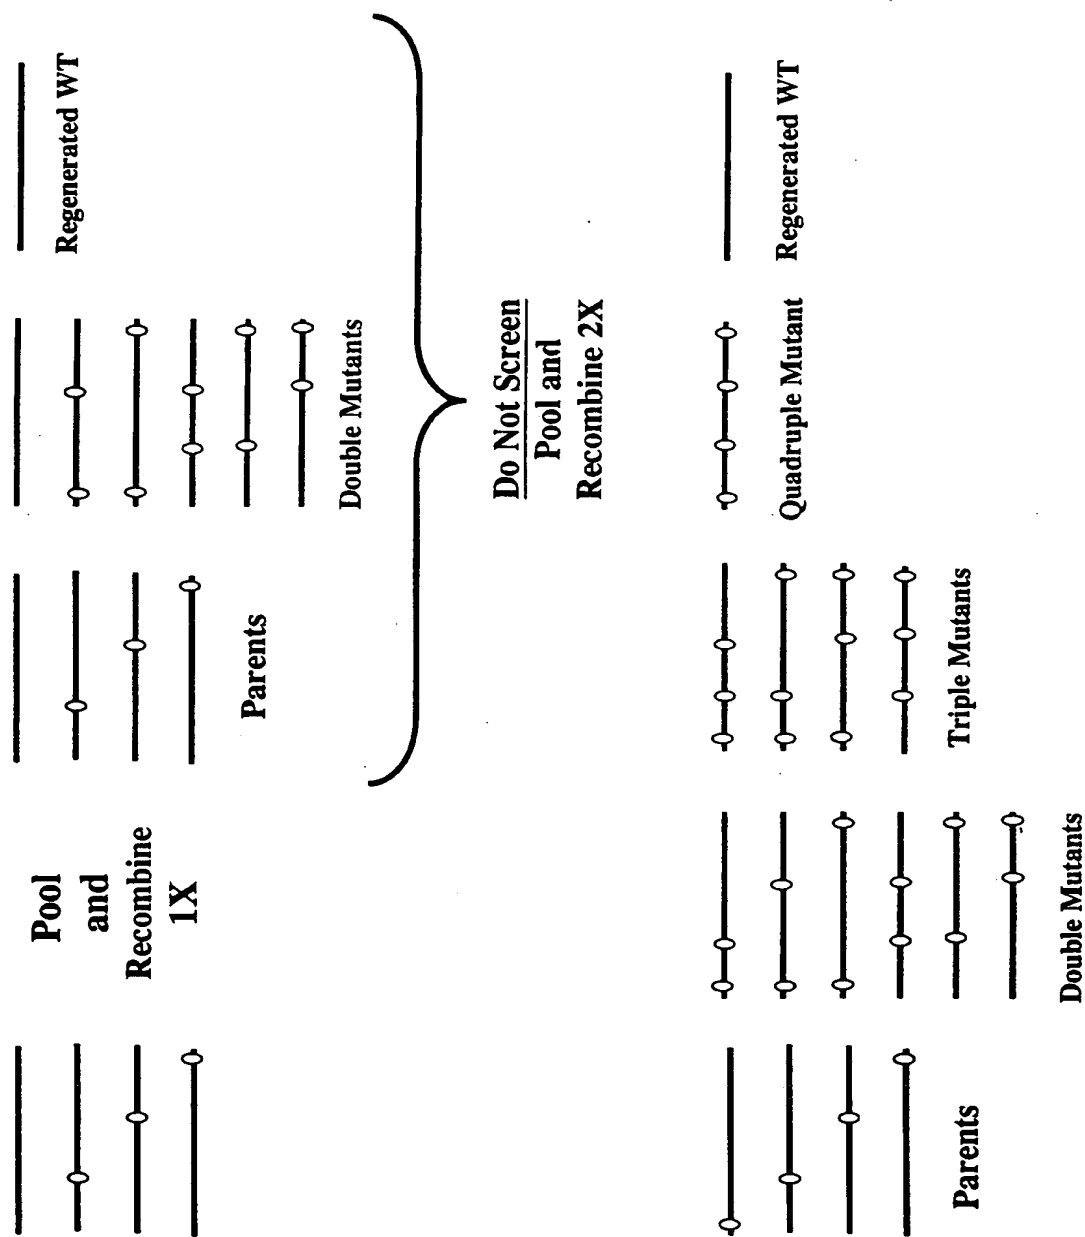 Pool
and
Recombine
1X
Parents
Double Mutants
Regenerated WT
Do Not Screen
Pool and
Recombine 2X
Parents
Double Mutants
Triple Mutants
Quadruple Mutant
Regenerated WT